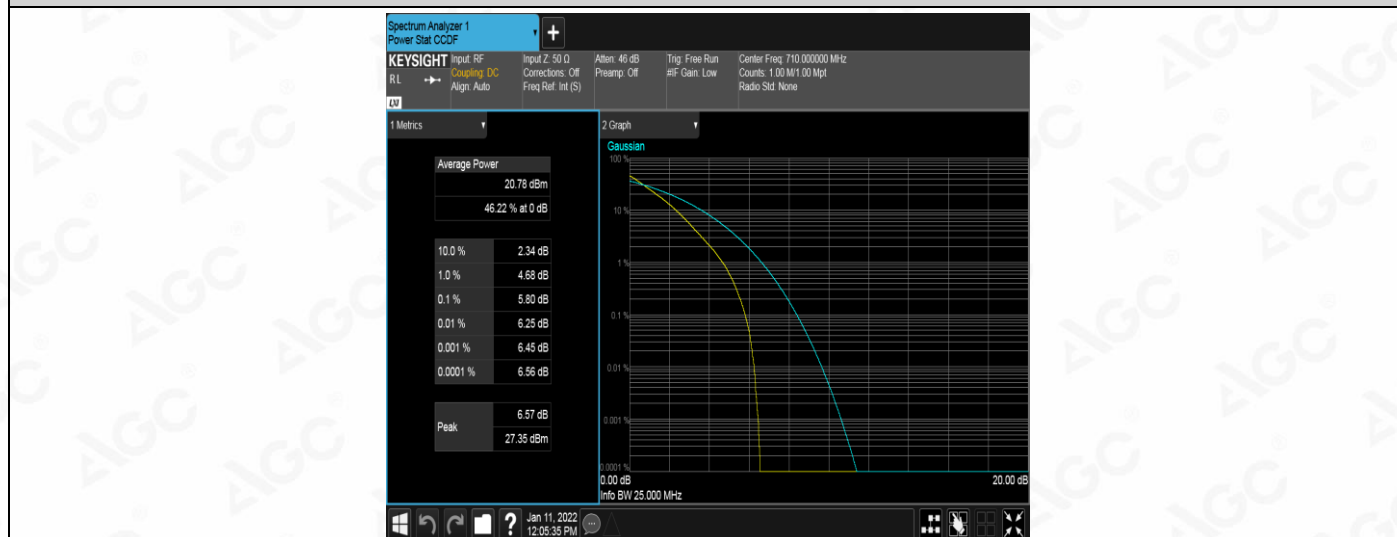 Spectrum Analyzer 1
Power Stat CCDF
+
KEYSIGHT
RL
LXI
Input: RF
Coupling: DC
Align: Auto
Input Z: 50 Ω
Corrections: Off
Freq Ref: Int (S)
Atten: 46 dB
Preamp: Off
Trig: Free Run
#IF Gain: Low
Center Freq: 710.000000 MHz
Counts: 1.00 M/1.00 Mpt
Radio Std: None
1 Metrics
Average Power
20.78 dBm
46.22 % at 0 dB
10.0 % 2.34 dB
1.0 % 4.68 dB
0.1 % 5.80 dB
0.01 % 6.25 dB
0.001 % 6.45 dB
0.0001 % 6.56 dB
Peak
6.57 dB
27.35 dBm
2 Graph
Gaussian
100 %
10 %
1 %
0.1 %
0.01 %
0.001 %
0.0001 %
0.00 dB 20.00 dB
Info BW 25.000 MHz
?
Jan 11, 2022
12:05:35 PM
AGC